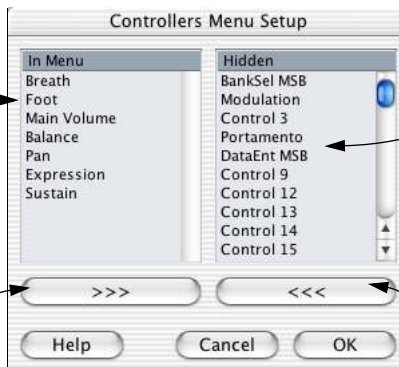 Controllers Menu Setup
In Menu
Breath
Foot
Main Volume
Balance
Pan
Expression
Sustain
Hidden
BankSel MSB
Modulation
Control 3
Portamento
DataEnt MSB
Control 9
Control 12
Control 13
Control 14
Control 15
>>>
<<<
Help
Cancel
OK